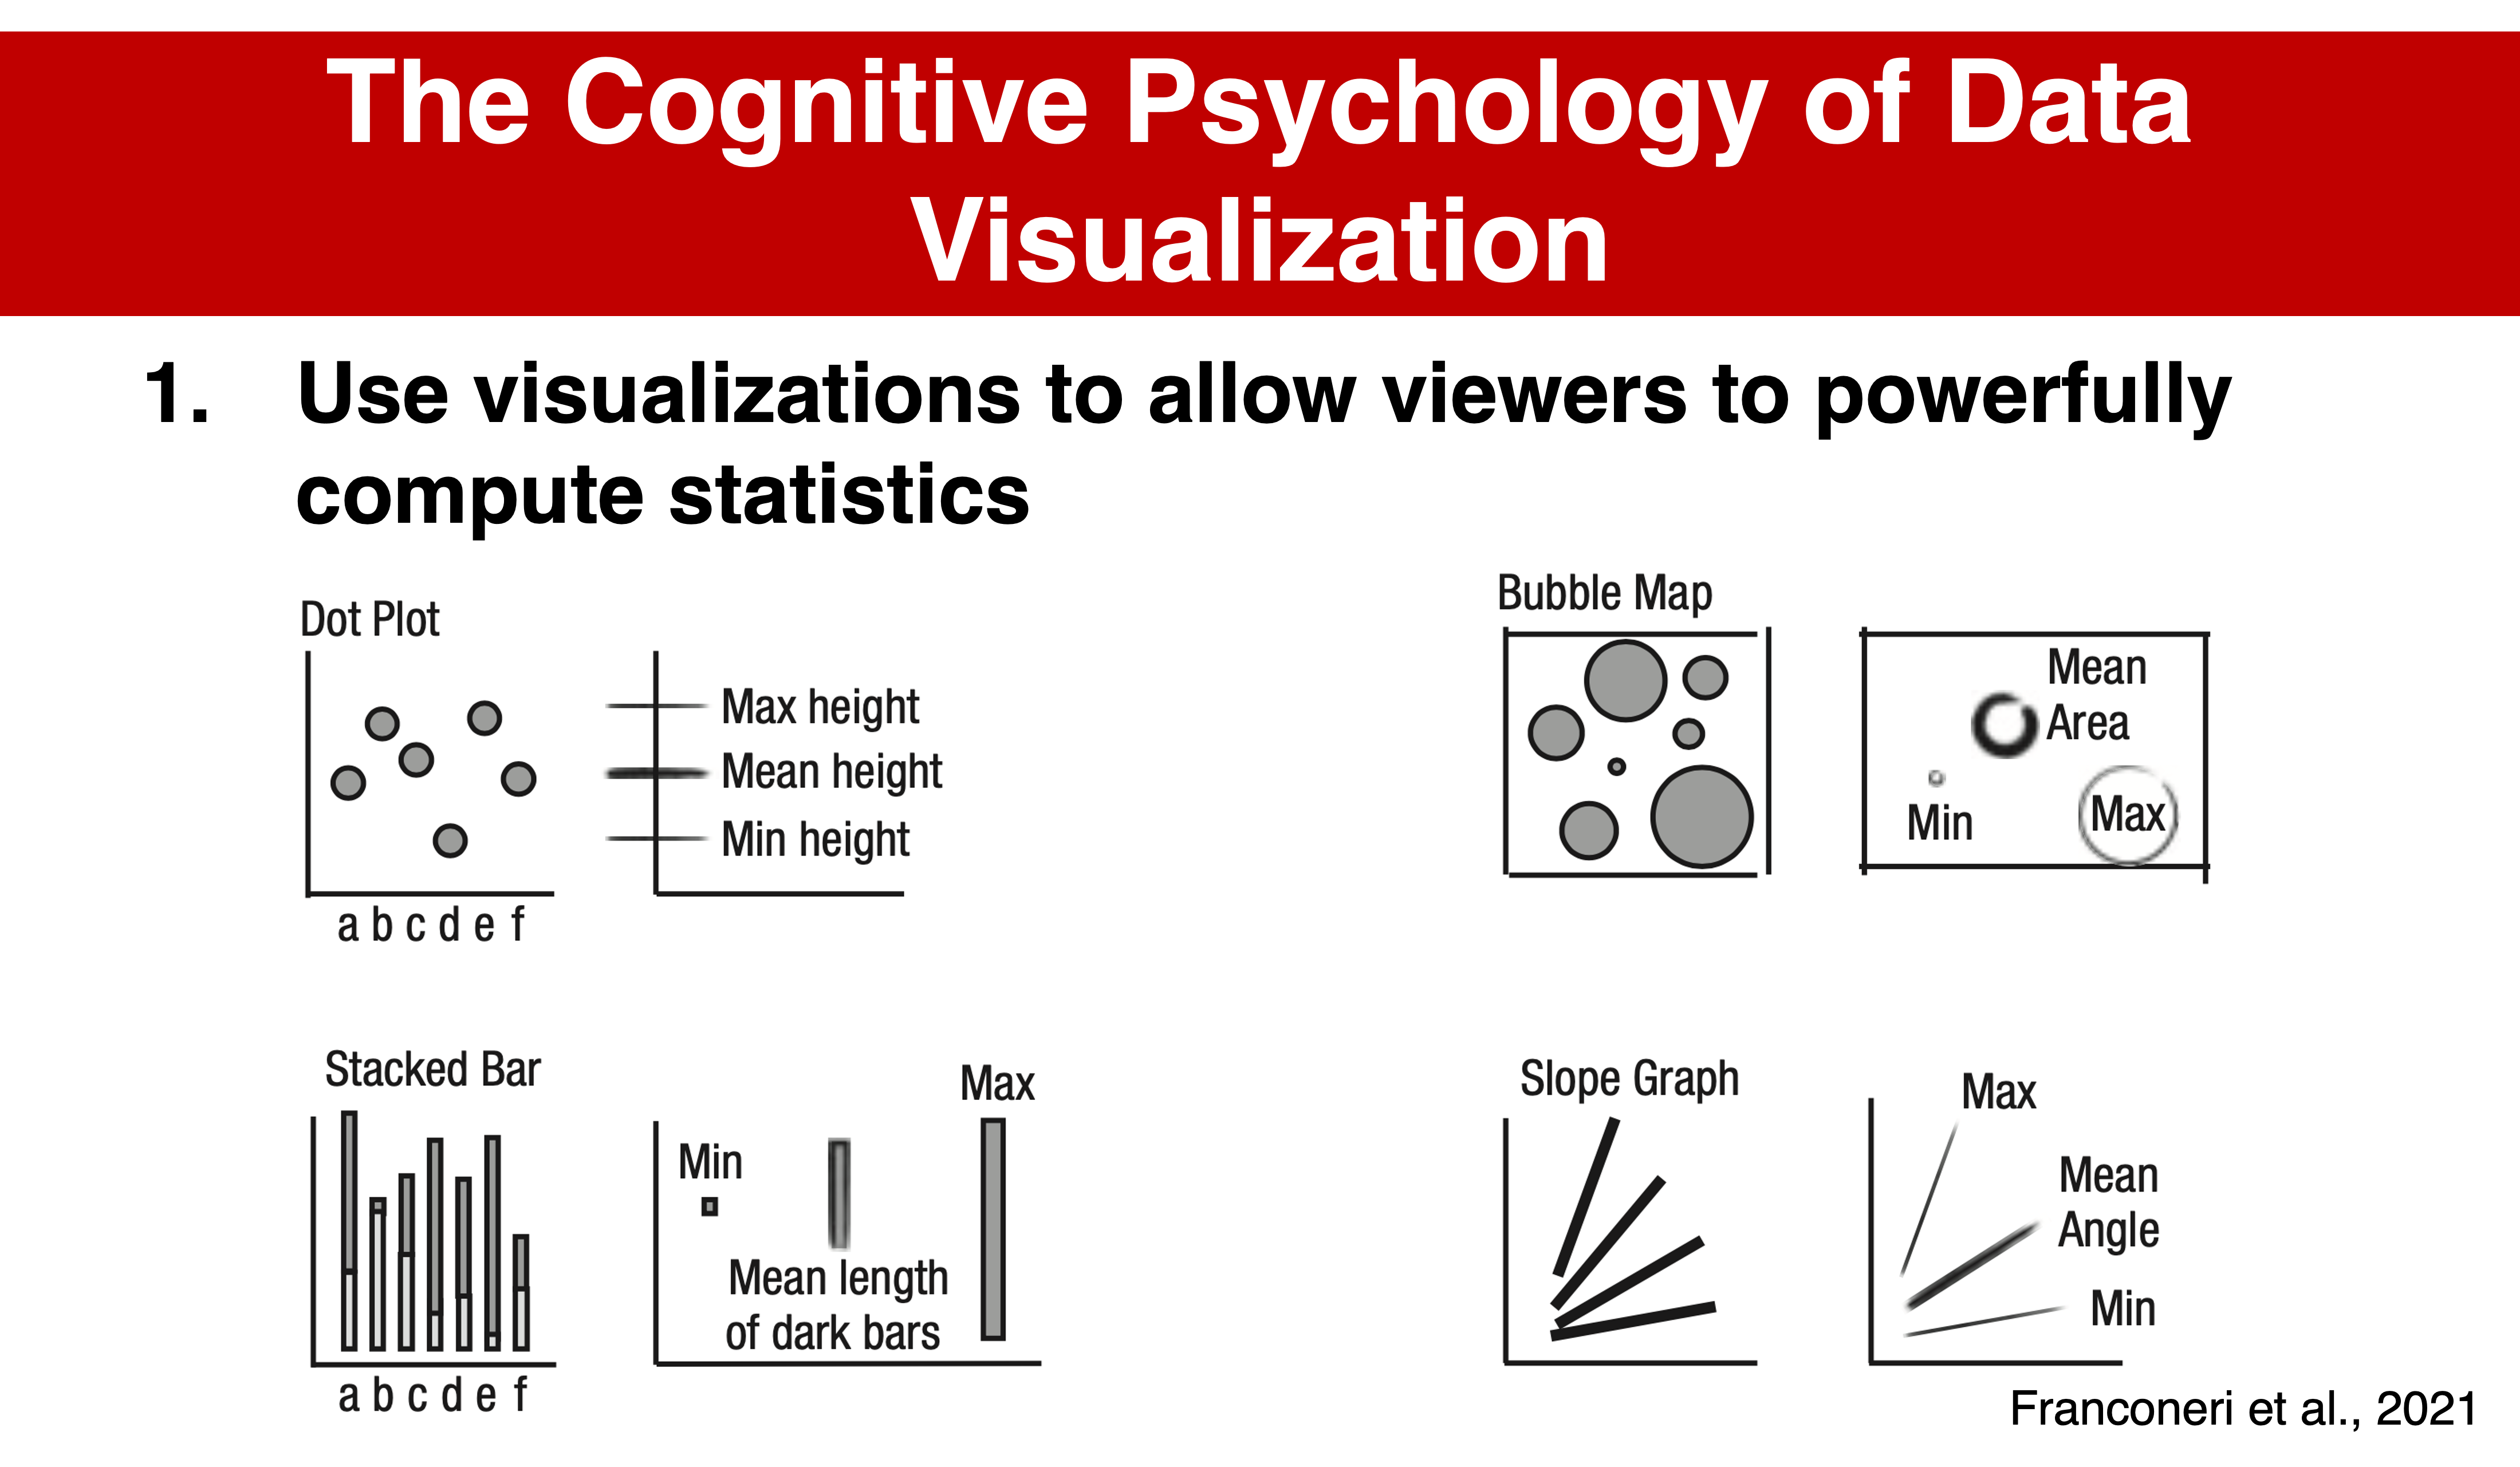 The Cognitive Psychology of Data
Visualization
1. Use visualizations to allow viewers to powerfully
compute statistics
Dot Plot
Max height
Mean height
Min height
a b c d e f
Bubble Map
Mean
Area
Min
Max
Stacked Bar
Max
Min
Mean length
of dark bars
a b c d e f
Slope Graph
Max
Mean
Angle
Min
Franconeri et al., 2021